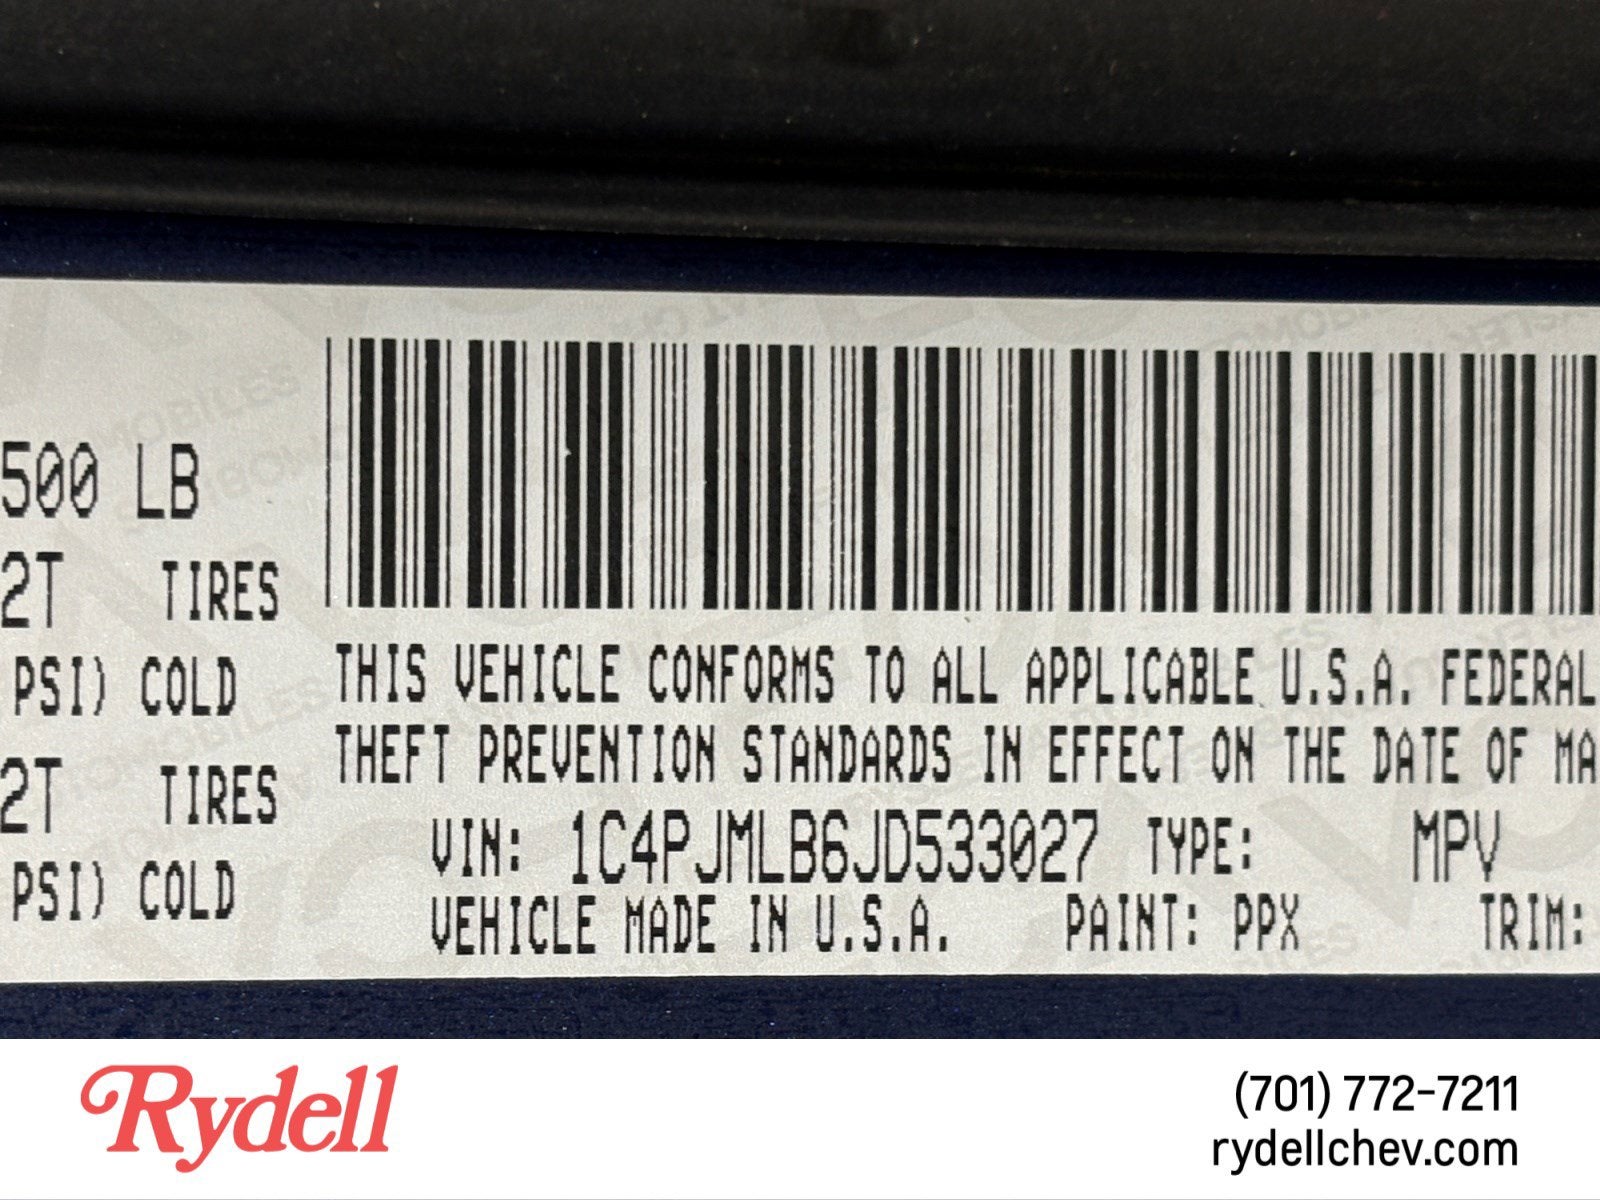 500 LB
2T TIRES
PSI) COLD
2T TIRES
PSI) COLD
THIS VEHICLE CONFORMS TO ALL APPLICABLE U.S.A. FEDERAL
THEFT PREVENTION STANDARDS IN EFFECT ON THE DATE OF MA
VIN: 1C4PJMLB6JD533027 TYPE: MPV
VEHICLE MADE IN U.S.A. PAINT: PPX TRIM:
Rydell
(701) 772-7211
rydellchev.com